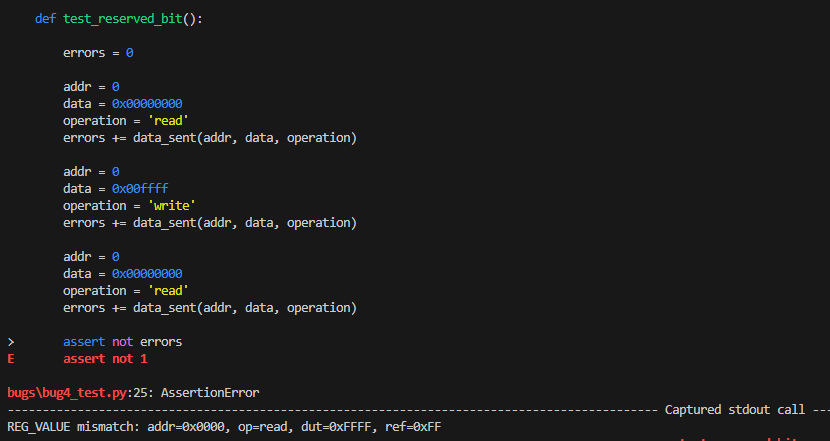 def test_reserved_bit():
errors = 0
addr = 0
data = 0x00000000
operation = 'read'
errors += data_sent(addr, data, operation)
addr = 0
data = 0x00ffff
operation = 'write'
errors += data_sent(addr, data, operation)
addr = 0
data = 0x00000000
operation = 'read'
errors += data_sent(addr, data, operation)
> assert not errors
E assert not 1
bugs\bug4_test.py:25: AssertionError
------------------------------------------------------------------------------------- Captured stdout call ---
REG_VALUE mismatch: addr=0x0000, op=read, dut=0xFFFF, ref=0xFF